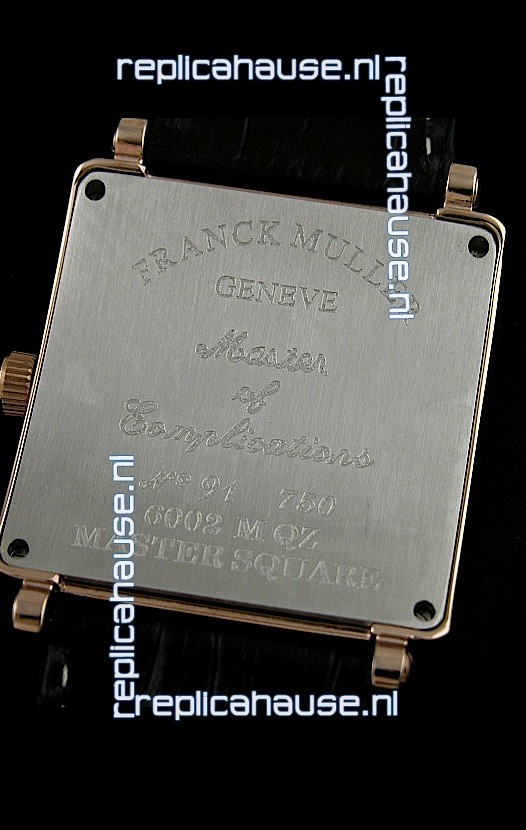 replicahause.nl
replicahause.nl
FRANCK MULLER
GENEVE
Master
of
Complications
Nº 91 750
6002 M QZ
MASTER SQUARE
replicahause.nl
replicahause.nl